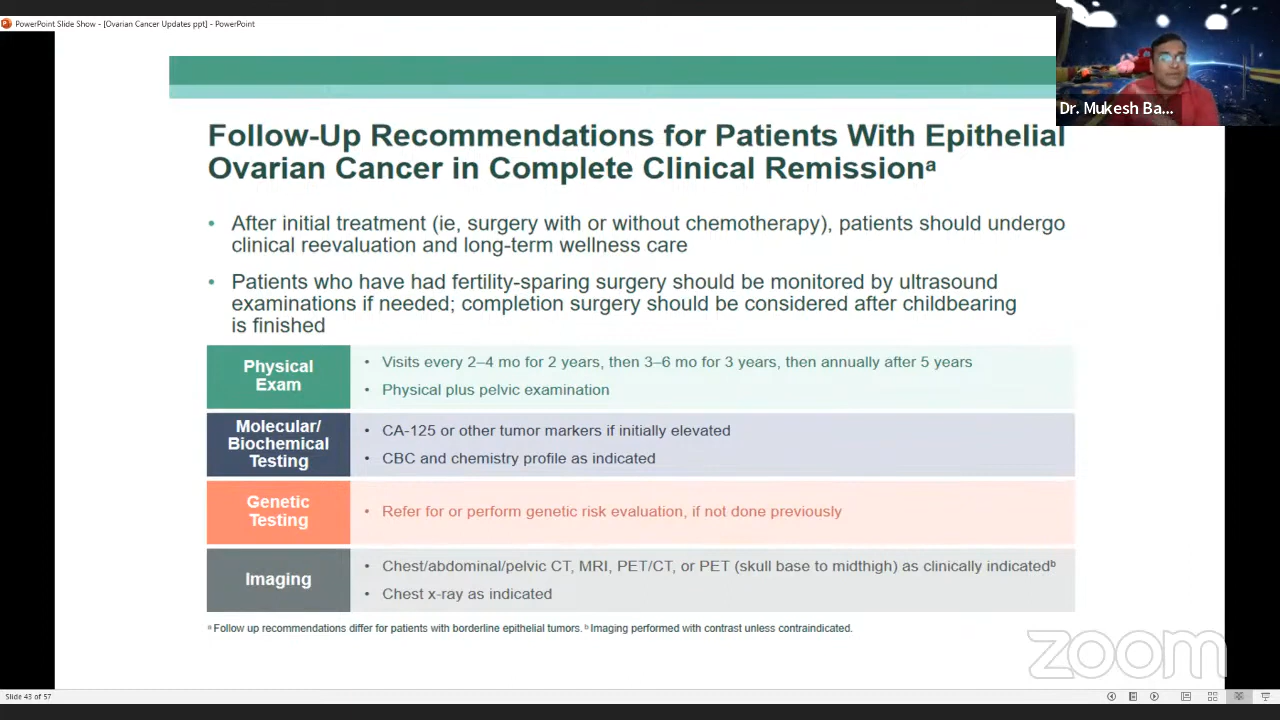 PowerPoint Slide Show - [Ovarian Cancer Updates ppt] - PowerPoint
Dr. Mukesh Ba...
Follow-Up Recommendations for Patients With Epithelial
Ovarian Cancer in Complete Clinical Remissionᵃ
• After initial treatment (ie, surgery with or without chemotherapy), patients should undergo
clinical reevaluation and long-term wellness care
• Patients who have had fertility-sparing surgery should be monitored by ultrasound
examinations if needed; completion surgery should be considered after childbearing
is finished
Physical
Exam
• Visits every 2–4 mo for 2 years, then 3–6 mo for 3 years, then annually after 5 years
• Physical plus pelvic examination
Molecular/
Biochemical
Testing
• CA-125 or other tumor markers if initially elevated
• CBC and chemistry profile as indicated
Genetic
Testing
• Refer for or perform genetic risk evaluation, if not done previously
Imaging
• Chest/abdominal/pelvic CT, MRI, PET/CT, or PET (skull base to midthigh) as clinically indicatedᵇ
• Chest x-ray as indicated
ᵃ Follow up recommendations differ for patients with borderline epithelial tumors. ᵇ Imaging performed with contrast unless contraindicated.
zoom
Slide 43 of 57